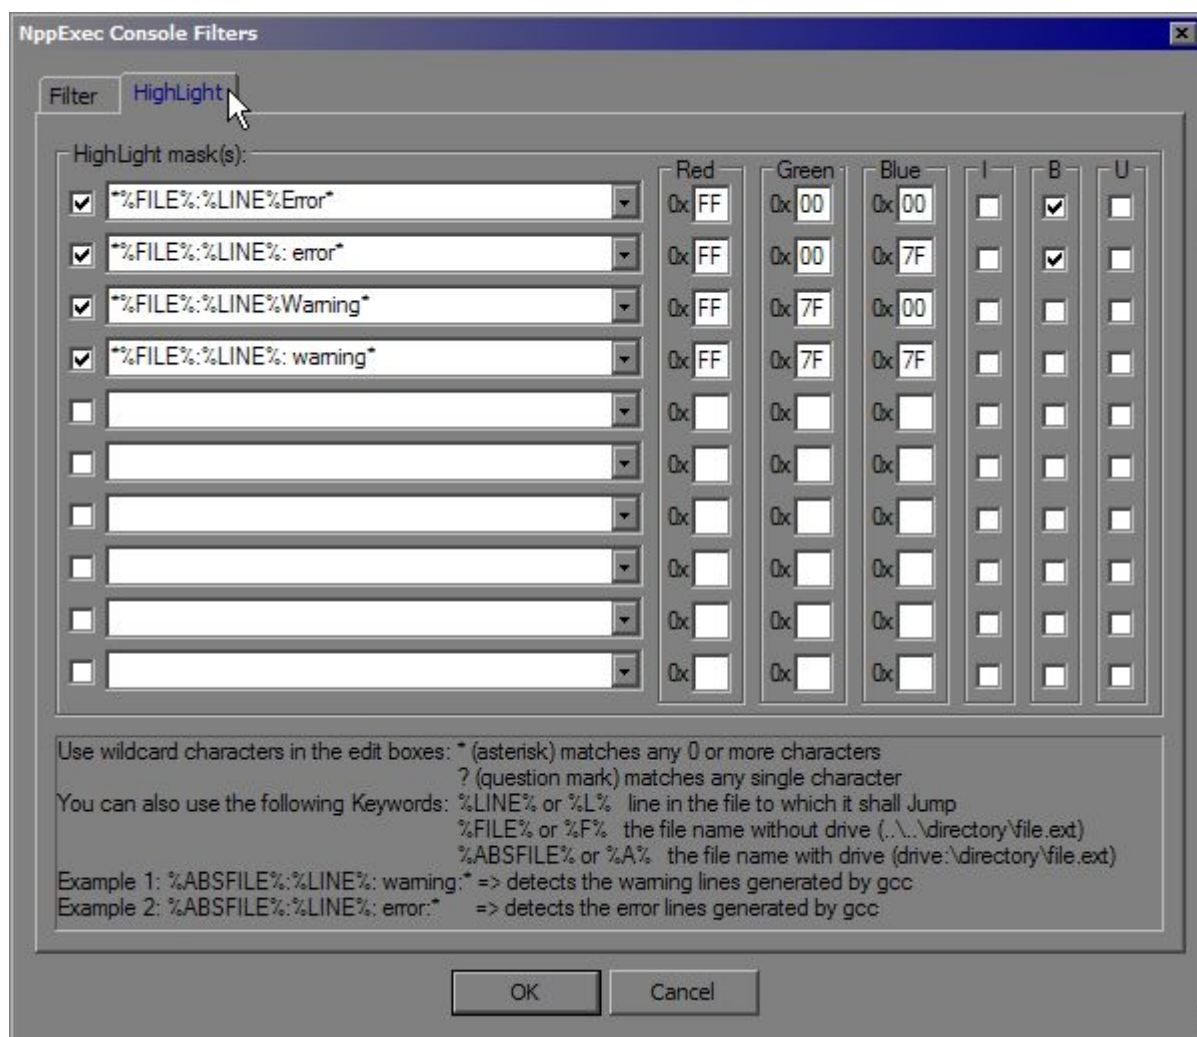 NppExec Console Filters
Filter HighLight
HighLight mask(s): Red Green Blue I B U
*%FILE%:%LINE%Error* 0x FF 0x 00 0x 00
*%FILE%:%LINE%: error* 0x FF 0x 00 0x 7F
*%FILE%:%LINE%Warning* 0x FF 0x 7F 0x 00
*%FILE%:%LINE%: warning* 0x FF 0x 7F 0x 7F
0x 0x 0x
0x 0x 0x
0x 0x 0x
0x 0x 0x
0x 0x 0x
0x 0x 0x
Use wildcard characters in the edit boxes: * (asterisk) matches any 0 or more characters
? (question mark) matches any single character
You can also use the following Keywords: %LINE% or %L% line in the file to which it shall Jump
%FILE% or %F% the file name without drive (..\..\directory\file.ext)
%ABSFILE% or %A% the file name with drive (drive:\directory\file.ext)
Example 1: %ABSFILE%:%LINE%: warning:* => detects the warning lines generated by gcc
Example 2: %ABSFILE%:%LINE%: error:* => detects the error lines generated by gcc
OK Cancel